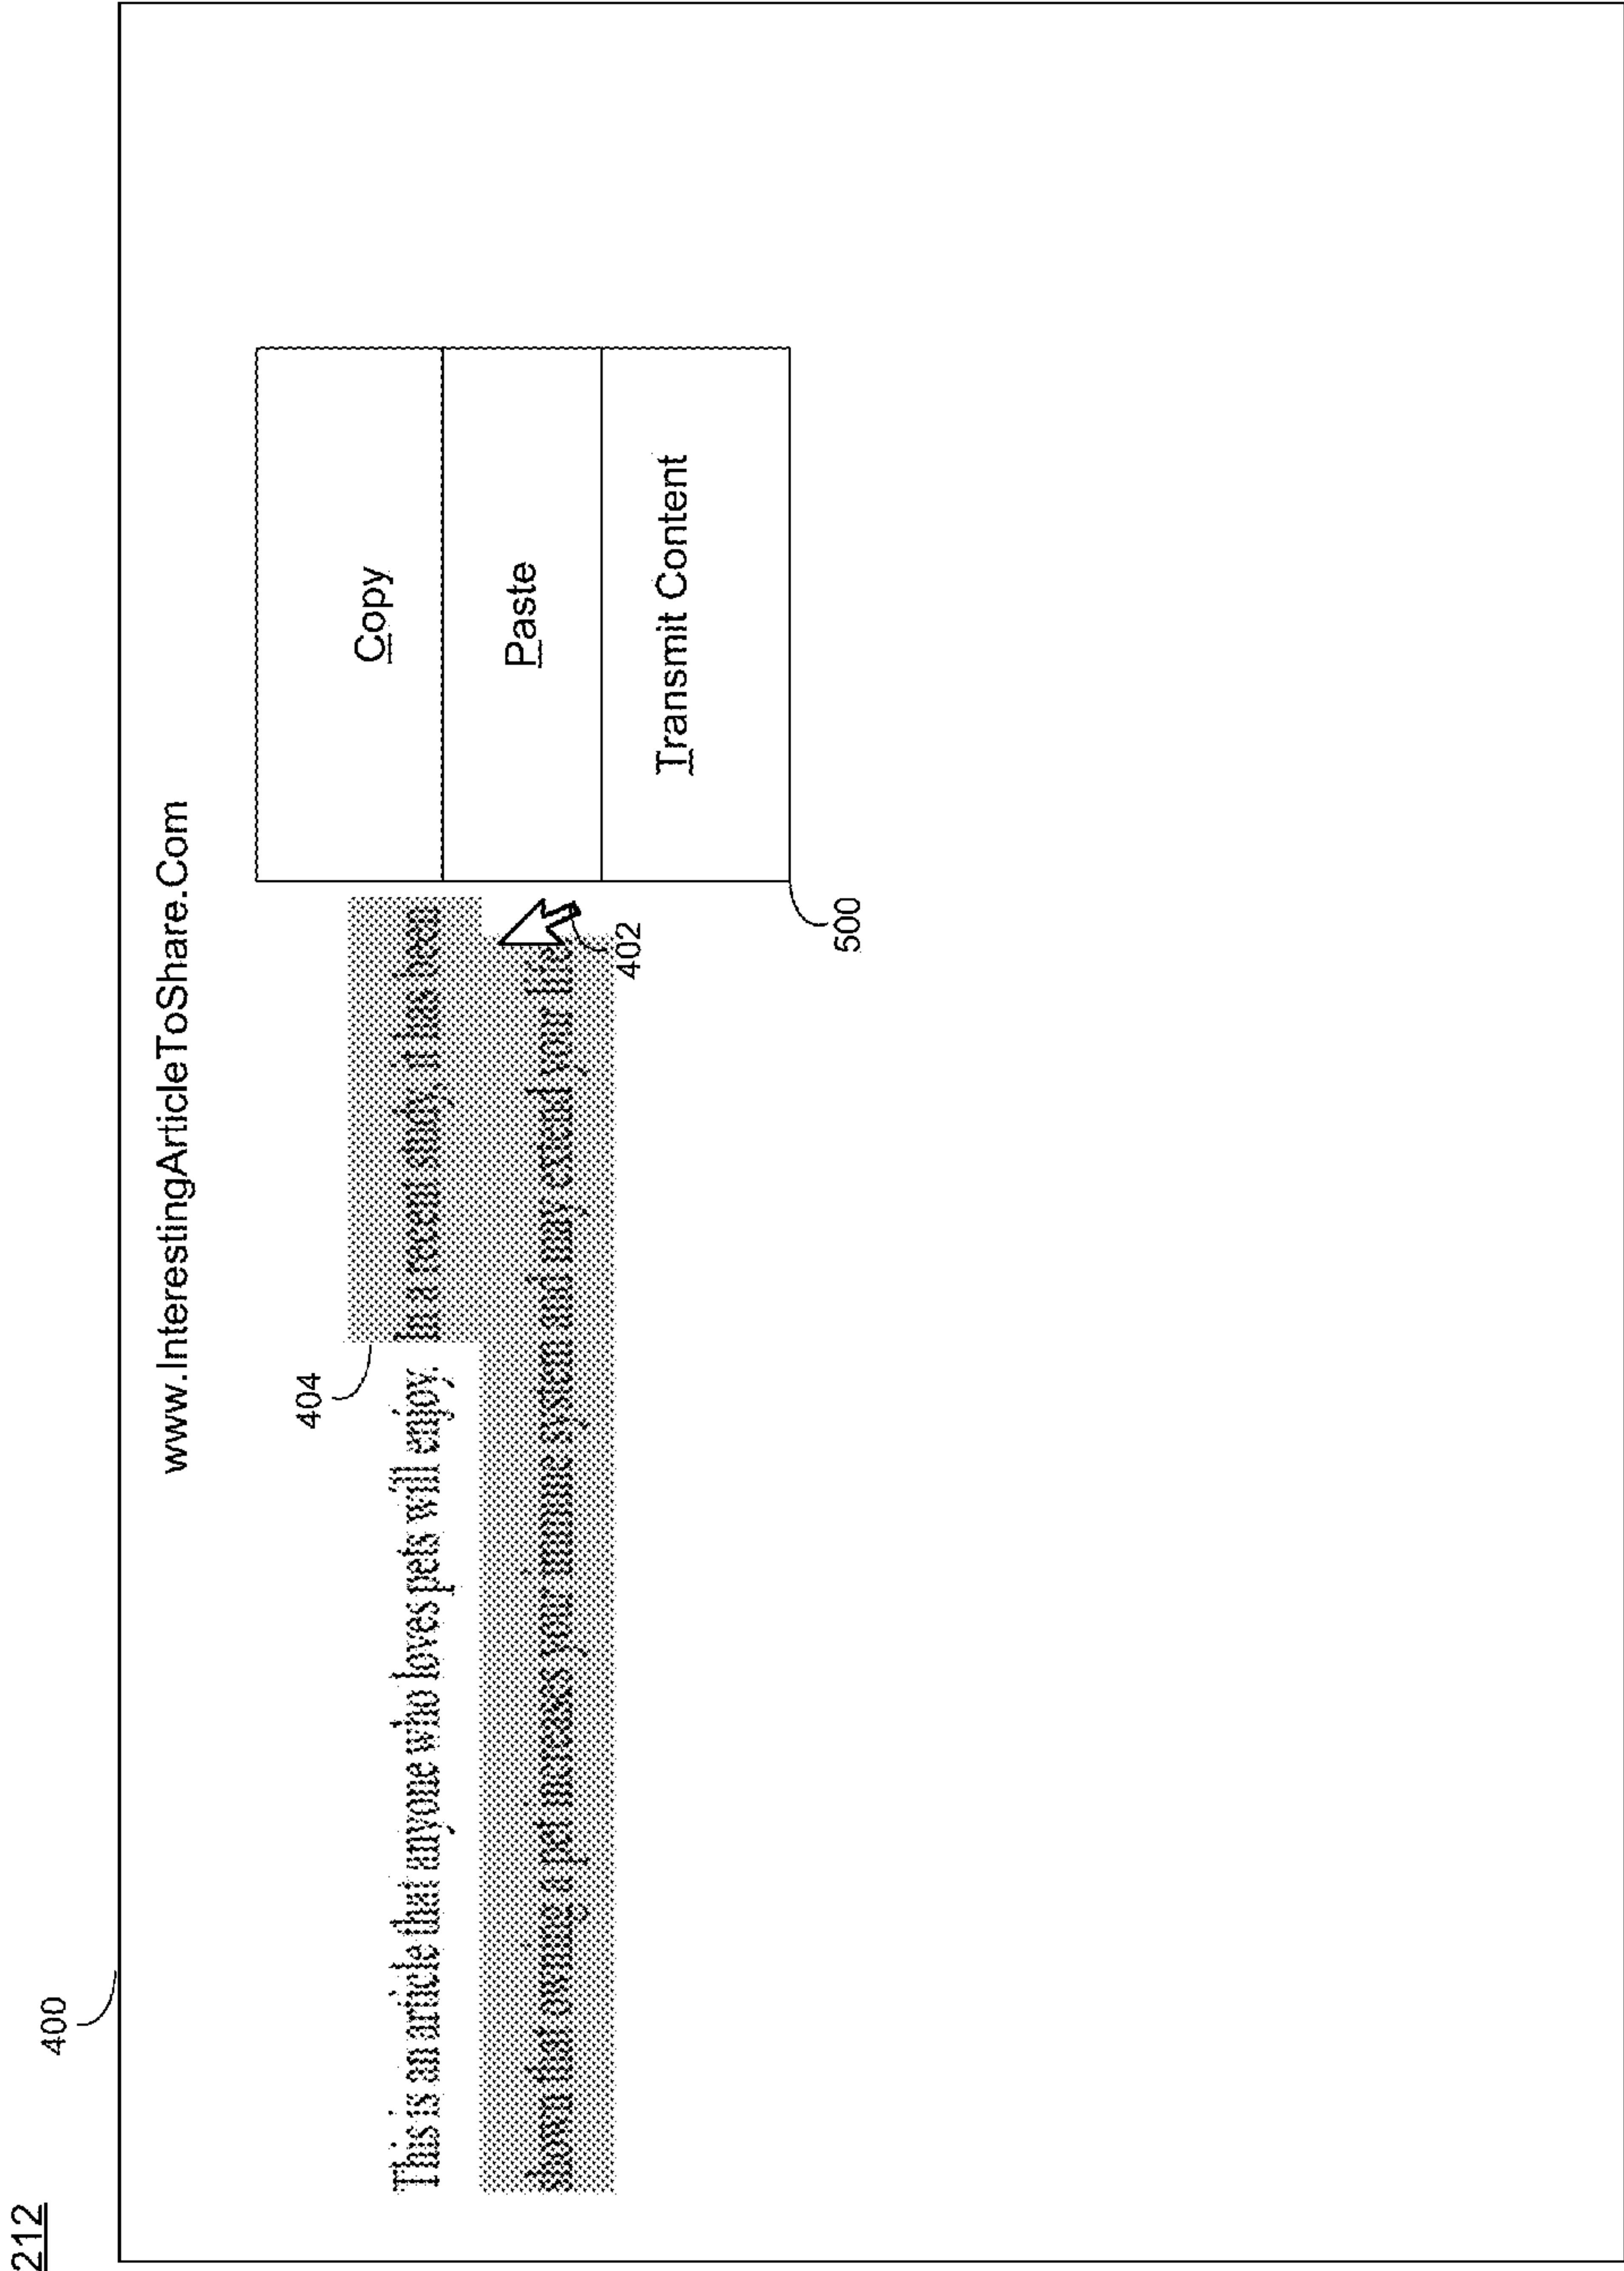 212
400
www.InterestingArticleToShare.Com
404
This is an article that anyone who loves pets will enjoy. In a recent study, it has been
shown that owning a pet increases your immune system and may extend your life
402
Copy
Paste
Transmit Content
500